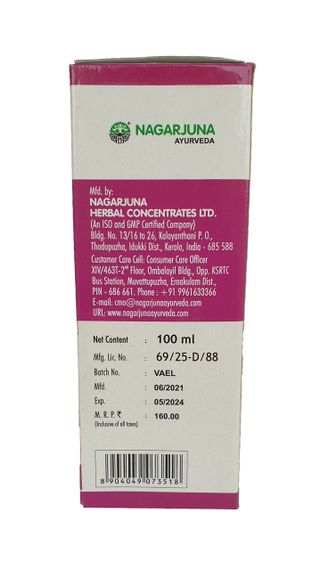 NAGARJUNA
AYURVEDA
Mfd. by:
NAGARJUNA
HERBAL CONCENTRATES LTD.
(An ISO and GMP Certified Company)
Bldg. No. 13/16 to 26, Kalayanthani P. O.,
Thodupuzha, Idukki Dist., Kerala, India - 685 588
Customer Care Cell: Consumer Care Officer
XIV/463T-2nd Floor, Ombalayil Bldg., Opp. KSRTC
Bus Station, Muvattupuzha, Ernakulam Dist.,
PIN - 686 661. Phone : +91 9961633366
E-mail: cmo@nagarjunaayurveda.com
URL: www.nagarjunaayurveda.com
Net Content : 100 ml
Mfg. Lic. No. : 69/25-D/88
Batch No. : VAEL
Mfd. : 06/2021
Exp. : 05/2024
M. R. P. ₹ : 160.00
(Inclusive of all taxes)
8 904049 073518